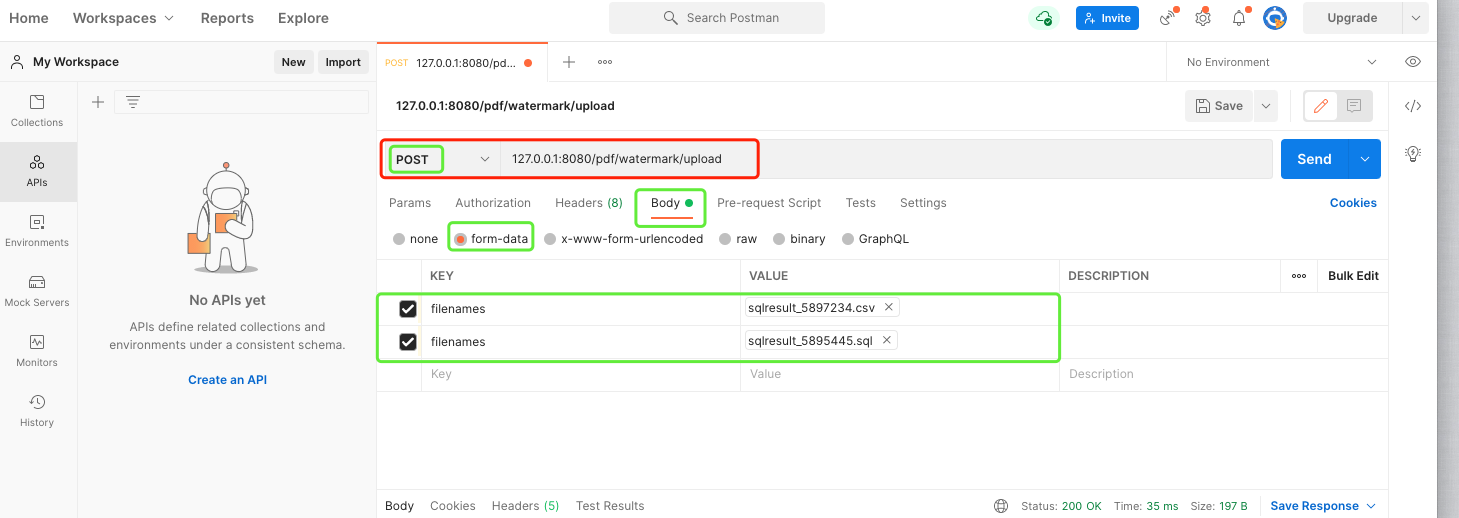 Home Workspaces Reports Explore Search Postman Invite Upgrade
My Workspace New Import POST 127.0.0.1:8080/pd... No Environment
Collections
APIs
Environments
Mock Servers
Monitors
History
No APIs yet
APIs define related collections and
environments under a consistent schema.
Create an API
127.0.0.1:8080/pdf/watermark/upload Save
POST 127.0.0.1:8080/pdf/watermark/upload Send
Params Authorization Headers (8) Body Pre-request Script Tests Settings Cookies
none form-data x-www-form-urlencoded raw binary GraphQL
KEY VALUE DESCRIPTION Bulk Edit
filenames sqlresult_5897234.csv
filenames sqlresult_5895445.sql
Key Value Description
Body Cookies Headers (5) Test Results Status: 200 OK Time: 35 ms Size: 197 B Save Response